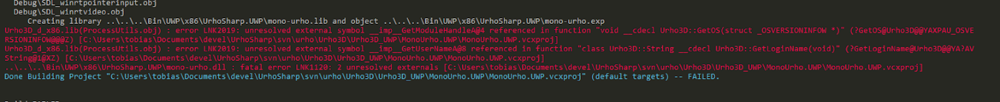 Debug\SDL_winrtpointerinput.obj
Debug\SDL_winrtvideo.obj
Creating library ..\..\..\Bin\UWP\x86\UrhoSharp.UWP\mono-urho.lib and object ..\..\..\Bin\UWP\x86\UrhoSharp.UWP\mono-urho.exp
Urho3D_d_x86.lib(ProcessUtils.obj) : error LNK2019: unresolved external symbol __imp__GetModuleHandleA@4 referenced in function "void __cdecl Urho3D::GetOS(struct _OSVERSIONINFOW *)" (?GetOS@Urho3D@@YAXPAU_OSVE
RSIONINFOW@@@Z) [C:\Users\tobias\Documents\devel\UrhoSharp\svn\urho\Urho3D\Urho3D_UWP\MonoUrho.UWP\MonoUrho.UWP.vcxproj]
Urho3D_d_x86.lib(ProcessUtils.obj) : error LNK2019: unresolved external symbol __imp__GetUserNameA@8 referenced in function "class Urho3D::String __cdecl Urho3D::GetLoginName(void)" (?GetLoginName@Urho3D@@YA?AV
String@1@XZ) [C:\Users\tobias\Documents\devel\UrhoSharp\svn\urho\Urho3D\Urho3D_UWP\MonoUrho.UWP\MonoUrho.UWP.vcxproj]
..\..\..\Bin\UWP\x86\UrhoSharp.UWP\mono-urho.dll : fatal error LNK1120: 2 unresolved externals [C:\Users\tobias\Documents\devel\UrhoSharp\svn\urho\Urho3D\Urho3D_UWP\MonoUrho.UWP\MonoUrho.UWP.vcxproj]
Done Building Project "C:\Users\tobias\Documents\devel\UrhoSharp\svn\urho\Urho3D\Urho3D_UWP\MonoUrho.UWP\MonoUrho.UWP.vcxproj" (default targets) -- FAILED.